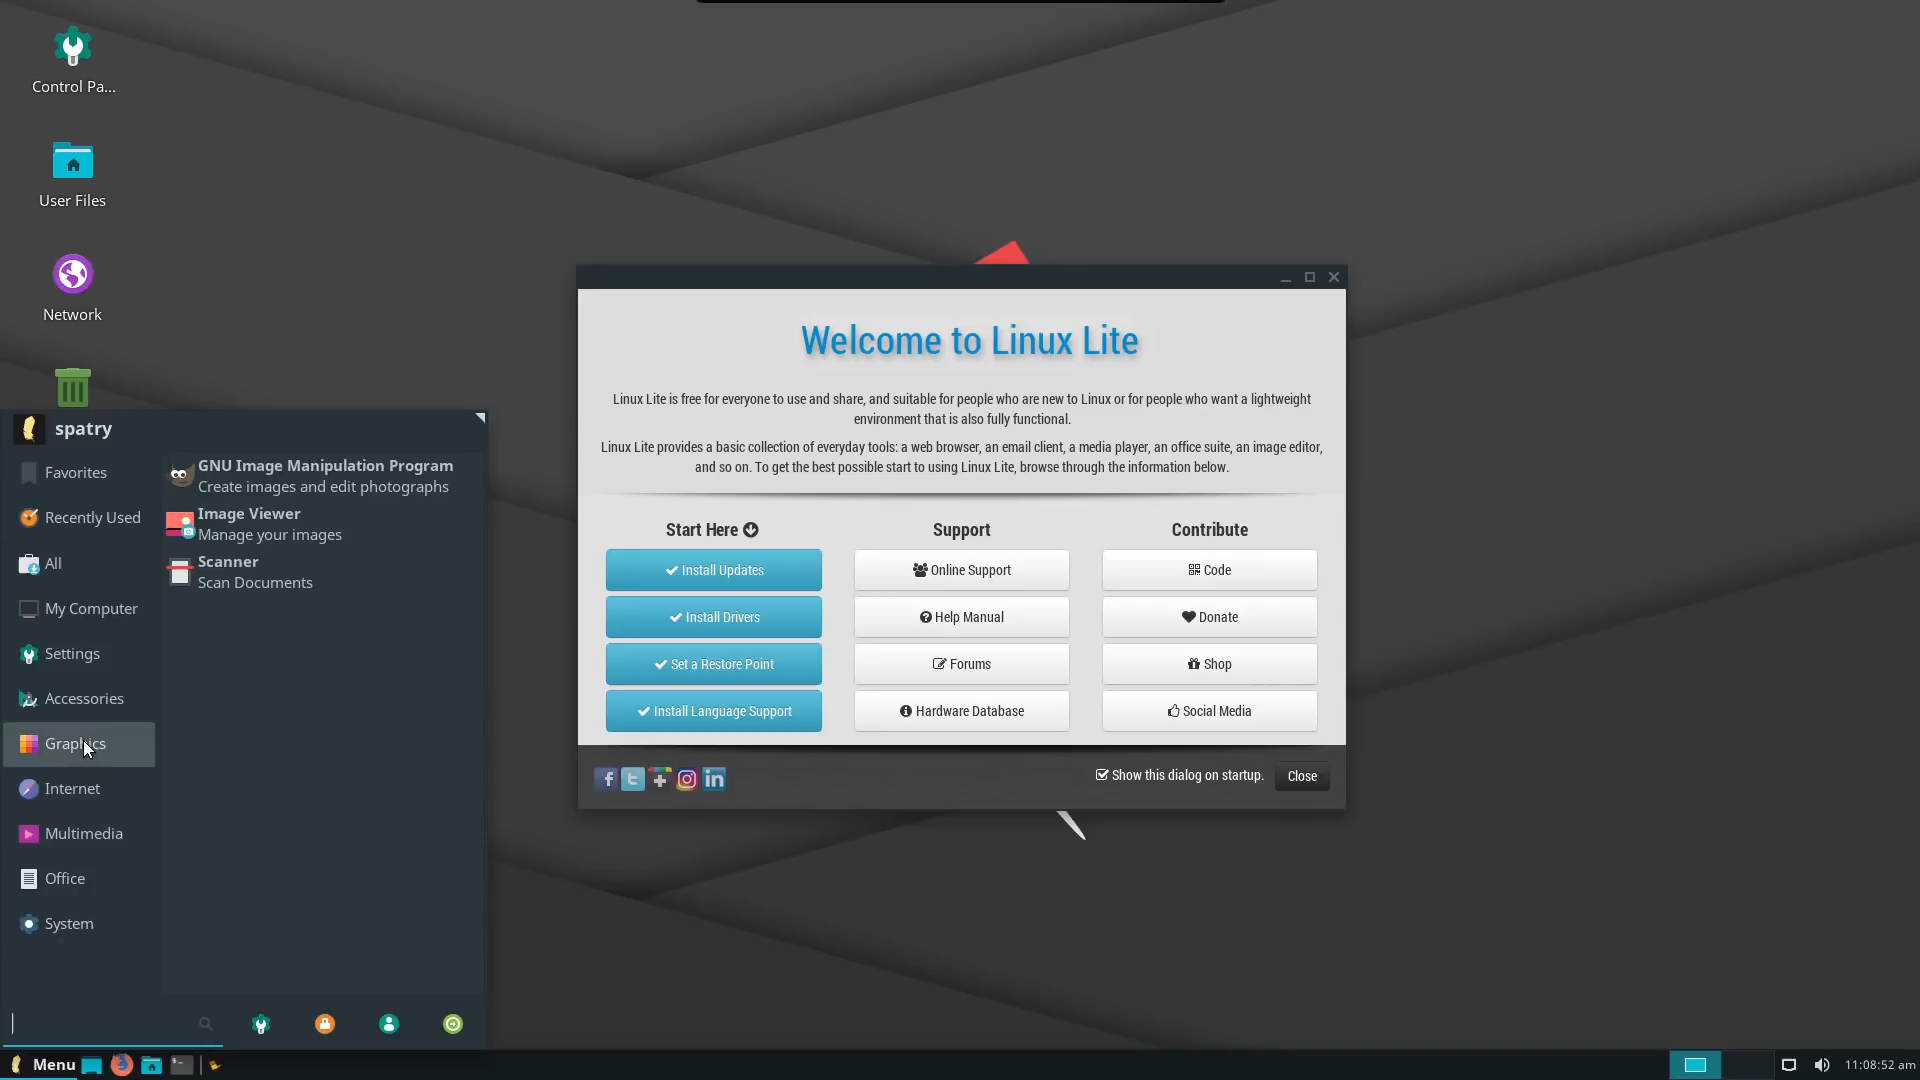 Control Pa...
User Files
Network
spatry
Favorites
Recently Used
All
My Computer
Settings
Accessories
Graphics
Internet
Multimedia
Office
System
GNU Image Manipulation Program
Create images and edit photographs
Image Viewer
Manage your images
Scanner
Scan Documents
Welcome to Linux Lite
Linux Lite is free for everyone to use and share, and suitable for people who are new to Linux or for people who want a lightweight
environment that is also fully functional.
Linux Lite provides a basic collection of everyday tools: a web browser, an email client, a media player, an office suite, an image editor,
and so on. To get the best possible start to using Linux Lite, browse through the information below.
Start Here
Install Updates
Install Drivers
Set a Restore Point
Install Language Support
Support
Online Support
Help Manual
Forums
Hardware Database
Contribute
Code
Donate
Shop
Social Media
Show this dialog on startup.
Close
Menu
11:08:52 am